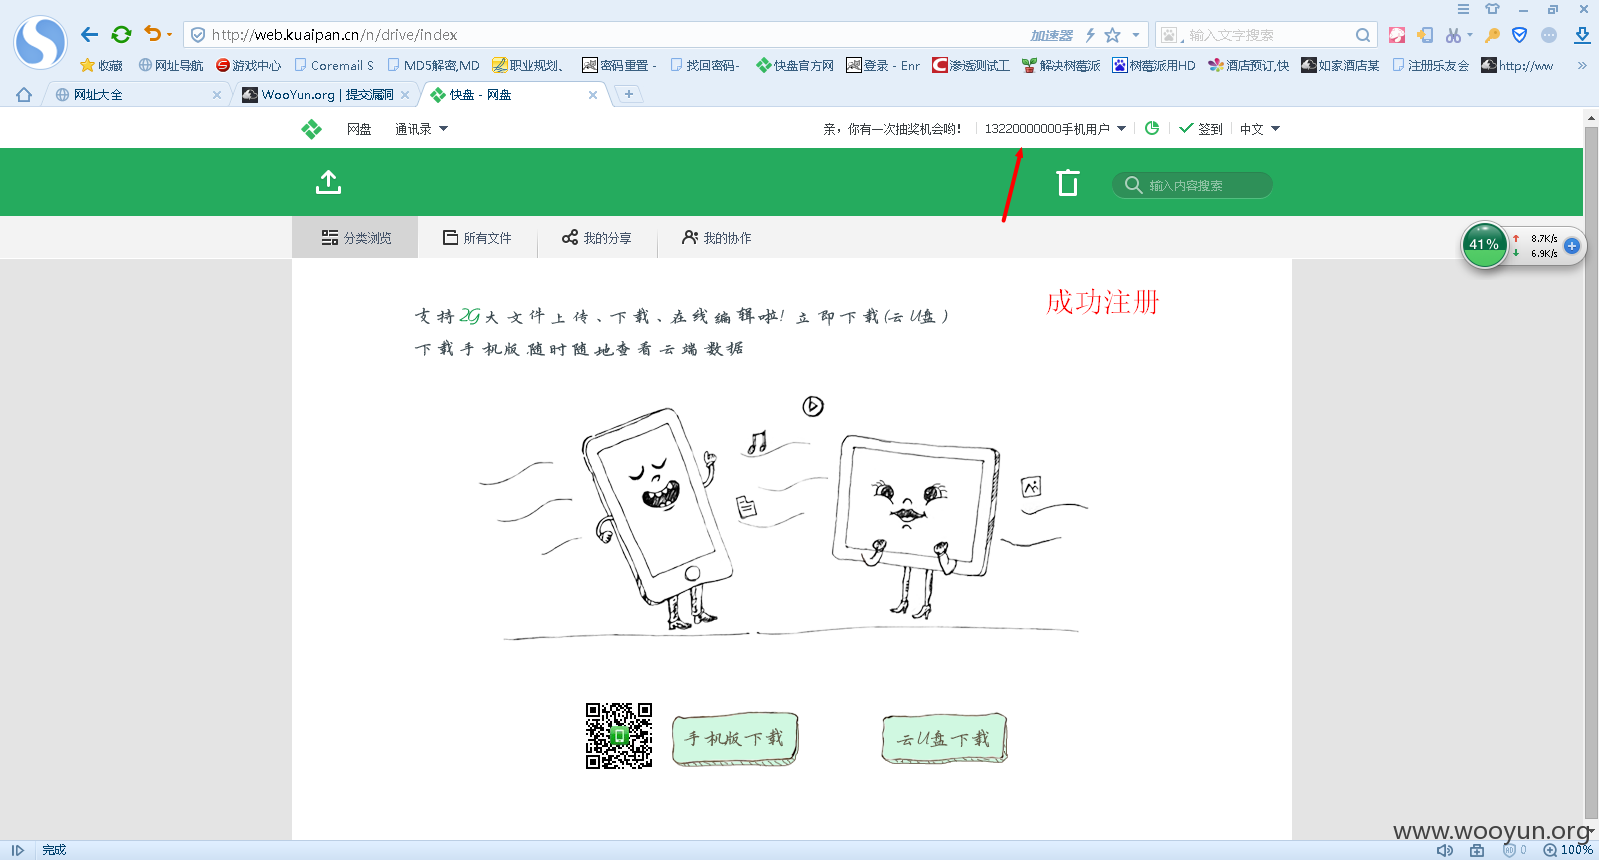 http://web.kuaipan.cn/n/drive/index
加速器
输入文字搜索
收藏 网址导航 游戏中心 Coremail S MD5解密,MD 职业规划、 密码重置 - 找回密码- 快盘官方网 登录 - Enr 渗透测试工 解决树莓派 树莓派用HD 酒店预订,快 如家酒店某 注册乐友会 http://ww
网址大全 WooYun.org | 提交漏洞 快盘 - 网盘
网盘 通讯录 亲，你有一次抽奖机会哟！ 13220000000手机用户 签到 中文
输入内容搜索
分类浏览 所有文件 我的分享 我的协作
41% 8.7K/s
6.9K/s
成功注册
支持2G大文件上传、下载、在线编辑啦！立即下载(云U盘)
下载手机版随时随地查看云端数据
手机版下载 云U盘下载
www.wooyun.org
完成 0 100%